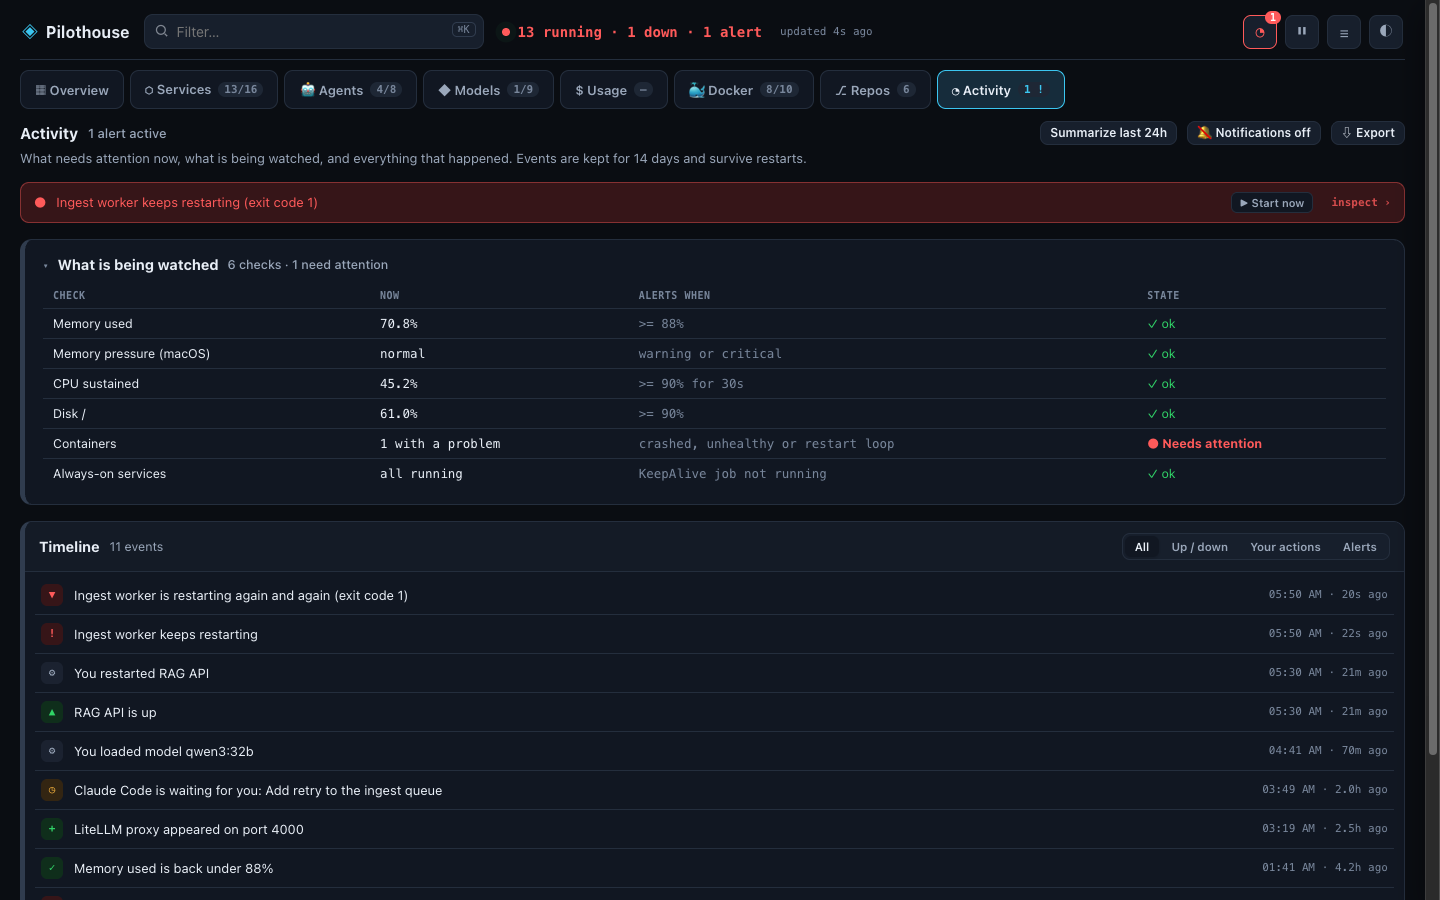 Pilothouse
Filter...
⌘K
13 running · 1 down · 1 alert
updated 4s ago
1
Overview
Services 13/16
Agents 4/8
Models 1/9
$ Usage –
Docker 8/10
Repos 6
Activity 1 !
Activity 1 alert active
Summarize last 24h
Notifications off
⇩ Export
What needs attention now, what is being watched, and everything that happened. Events are kept for 14 days and survive restarts.
Ingest worker keeps restarting (exit code 1)
▶ Start now
inspect ›
▾ What is being watched 6 checks · 1 need attention
CHECK NOW ALERTS WHEN STATE
Memory used 70.8% >= 88% ✓ ok
Memory pressure (macOS) normal warning or critical ✓ ok
CPU sustained 45.2% >= 90% for 30s ✓ ok
Disk / 61.0% >= 90% ✓ ok
Containers 1 with a problem crashed, unhealthy or restart loop Needs attention
Always-on services all running KeepAlive job not running ✓ ok
Timeline 11 events
All Up / down Your actions Alerts
▼ Ingest worker is restarting again and again (exit code 1) 05:50 AM · 20s ago
! Ingest worker keeps restarting 05:50 AM · 22s ago
You restarted RAG API 05:30 AM · 21m ago
▲ RAG API is up 05:30 AM · 21m ago
You loaded model qwen3:32b 04:41 AM · 70m ago
Claude Code is waiting for you: Add retry to the ingest queue 03:49 AM · 2.0h ago
+ LiteLLM proxy appeared on port 4000 03:19 AM · 2.5h ago
✓ Memory used is back under 88% 01:41 AM · 4.2h ago